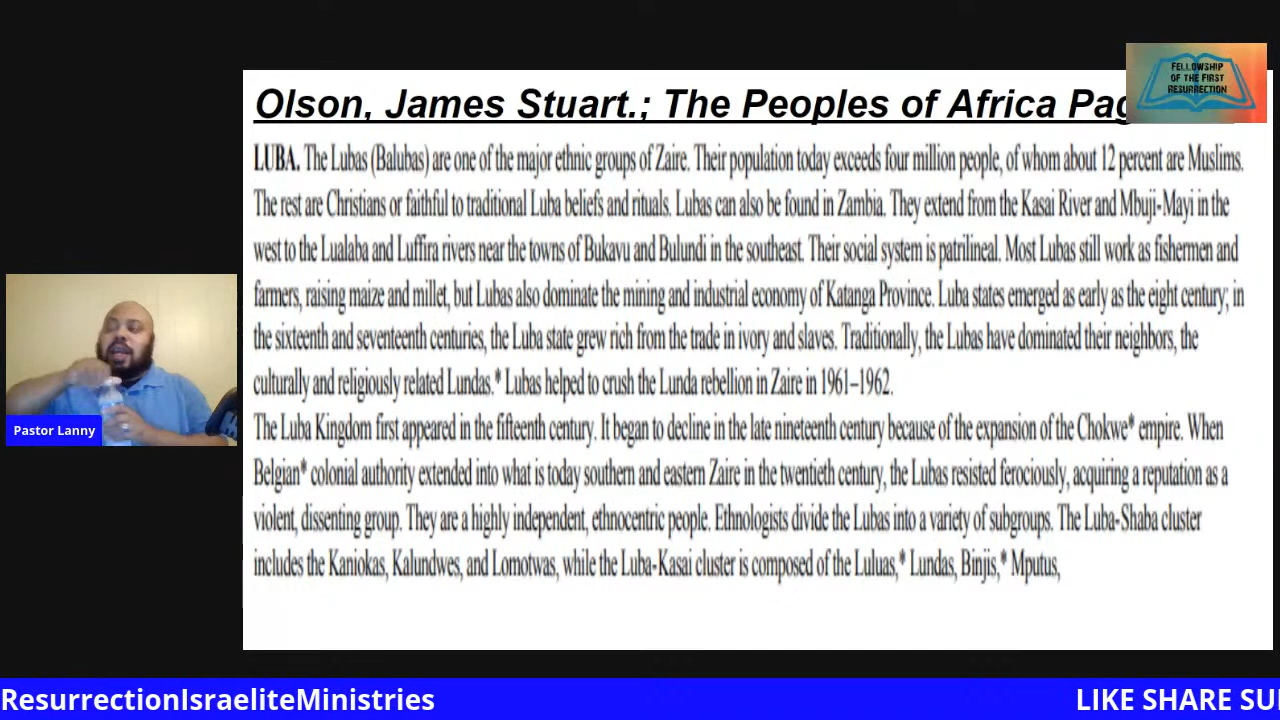 Olson, James Stuart.; The Peoples of Africa
FELLOWSHIP
OF THE FIRST
RESURRECTION
LUBA. The Lubas (Balubas) are one of the major ethnic groups of Zaire. Their population today exceeds four million people, of whom about 12 percent are Muslims.
The rest are Christians or faithful to traditional Luba beliefs and rituals. Lubas can also be found in Zambia. They extend from the Kasai River and Mbuji-Mayi in the
west to the Lualaba and Luffira rivers near the towns of Bukavu and Bulundi in the southeast. Their social system is patrilineal. Most Lubas still work as fishermen and
farmers, raising maize and millet, but Lubas also dominate the mining and industrial economy of Katanga Province. Luba states emerged as early as the eight century; in
the sixteenth and seventeenth centuries, the Luba state grew rich from the trade in ivory and slaves. Traditionally, the Lubas have dominated their neighbors, the
culturally and religiously related Lundas.* Lubas helped to crush the Lunda rebellion in Zaire in 1961–1962.
The Luba Kingdom first appeared in the fifteenth century. It began to decline in the late nineteenth century because of the expansion of the Chokwe* empire. When
Belgian* colonial authority extended into what is today southern and eastern Zaire in the twentieth century, the Lubas resisted ferociously, acquiring a reputation as a
violent, dissenting group. They are a highly independent, ethnocentric people. Ethnologists divide the Lubas into a variety of subgroups. The Luba-Shaba cluster
includes the Kaniokas, Kalundwes, and Lomotwas, while the Luba-Kasai cluster is composed of the Luluas,* Lundas, Binjis,* Mputus,
Pastor Lanny
ResurrectionIsraeliteMinistries
LIKE SHARE